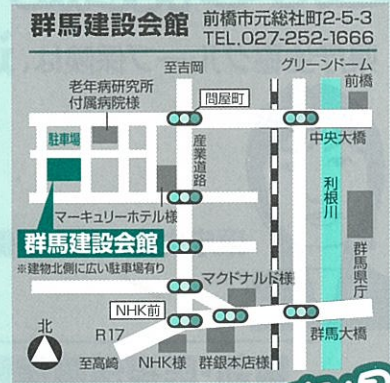 群馬建設会館
前橋市元総社町2-5-3
TEL.027-252-1666
至吉岡
グリーンドーム
前橋
老年病研究所
付属病院様
問屋町
駐車場
産業道路
中央大橋
利根川
マーキュリーホテル様
群馬建設会館
※建物北側に広い駐車場有り
群馬県庁
マクドナルド様
NHK前
北
R17
群馬大橋
至高崎
NHK様
群銀本店様